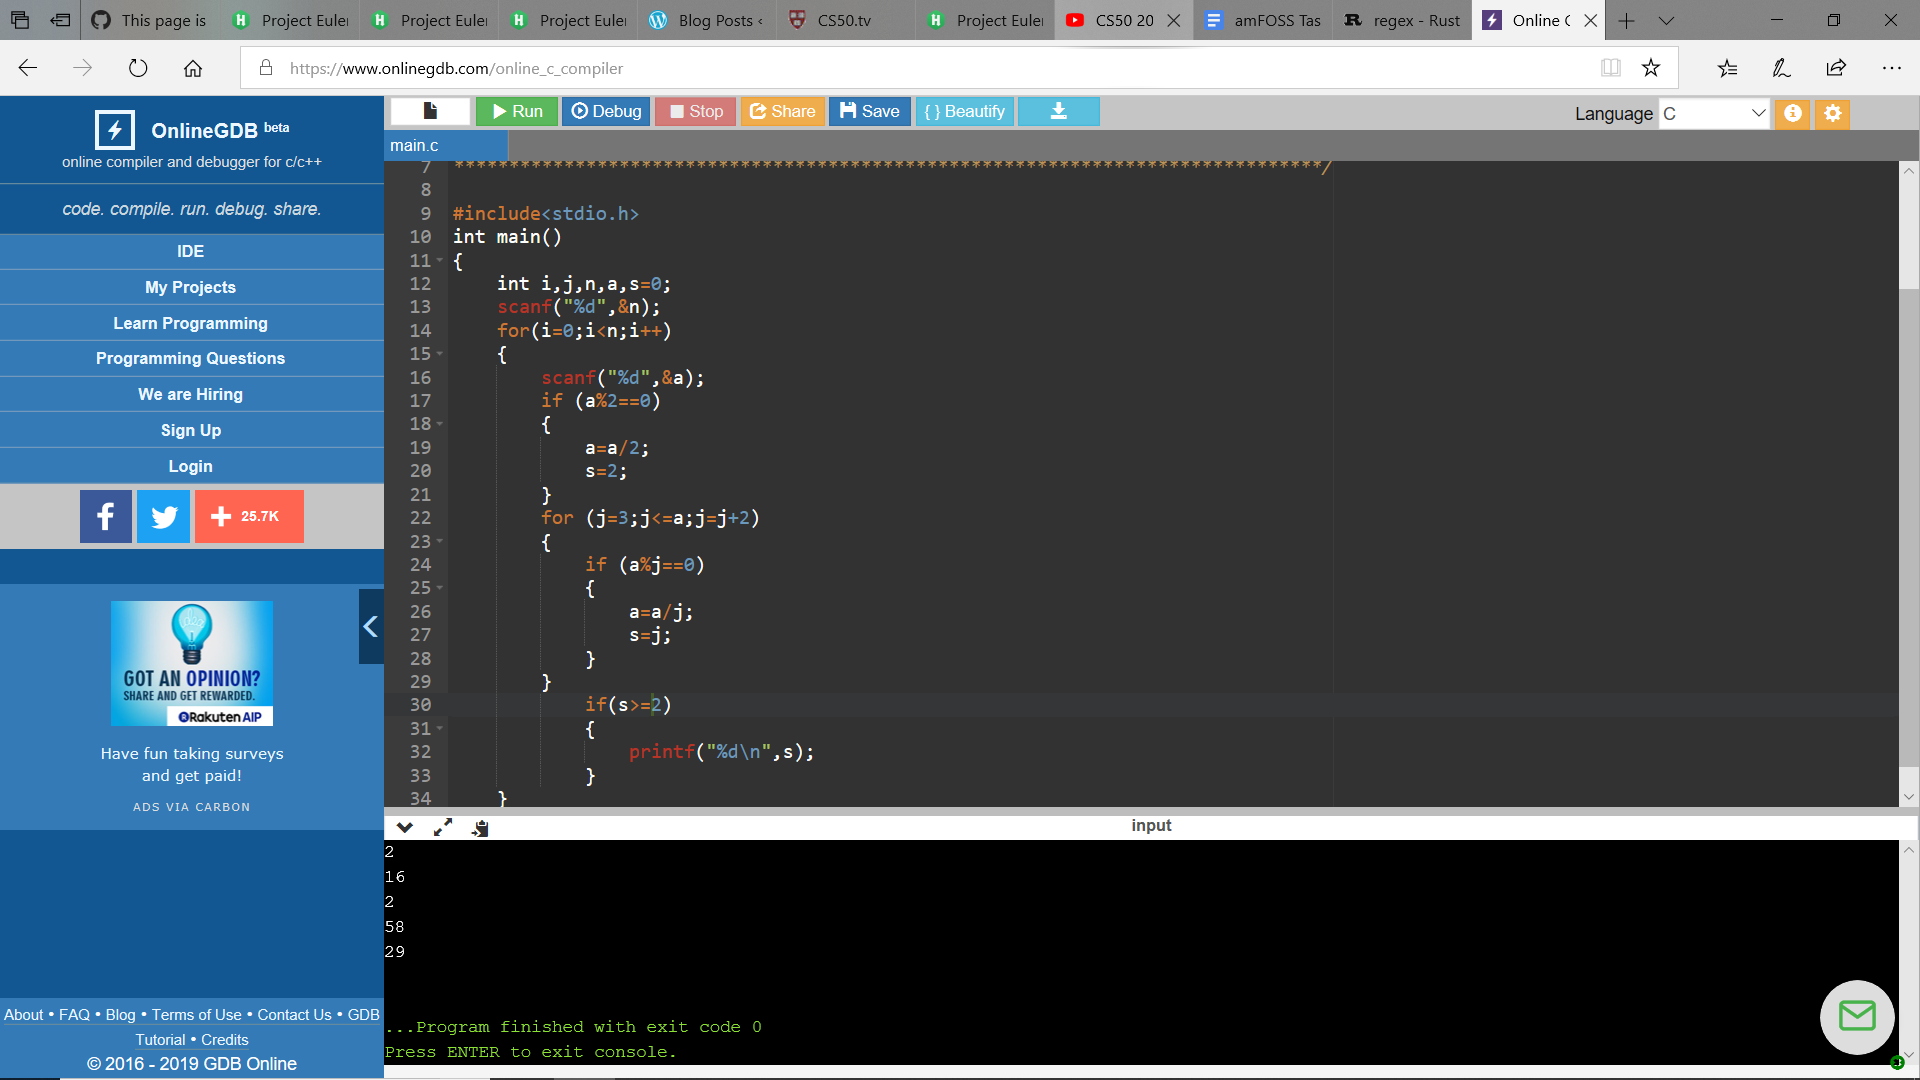 This page is
Project Euler
Project Euler
Project Euler
Blog Posts ‹
CS50.tv
Project Euler
CS50 20
amFOSS Tas
regex - Rust
Online C
https://www.onlinegdb.com/online_c_compiler
OnlineGDB beta
online compiler and debugger for c/c++
code. compile. run. debug. share.
IDE
My Projects
Learn Programming
Programming Questions
We are Hiring
Sign Up
Login
25.7K
GOT AN OPINION?
SHARE AND GET REWARDED.
Rakuten AIP
Have fun taking surveys
and get paid!
ADS VIA CARBON
About • FAQ • Blog • Terms of Use • Contact Us • GDB
Tutorial • Credits
© 2016 - 2019 GDB Online
Run Debug Stop Share Save { } Beautify
Language C
main.c
7 *******************************************************************************/
8
9 #include<stdio.h>
10 int main()
11 {
12 int i,j,n,a,s=0;
13 scanf("%d",&n);
14 for(i=0;i<n;i++)
15 {
16 scanf("%d",&a);
17 if (a%2==0)
18 {
19 a=a/2;
20 s=2;
21 }
22 for (j=3;j<=a;j=j+2)
23 {
24 if (a%j==0)
25 {
26 a=a/j;
27 s=j;
28 }
29 }
30 if(s>=2)
31 {
32 printf("%d\n",s);
33 }
34 }
input
2
16
2
58
29
...Program finished with exit code 0
Press ENTER to exit console.